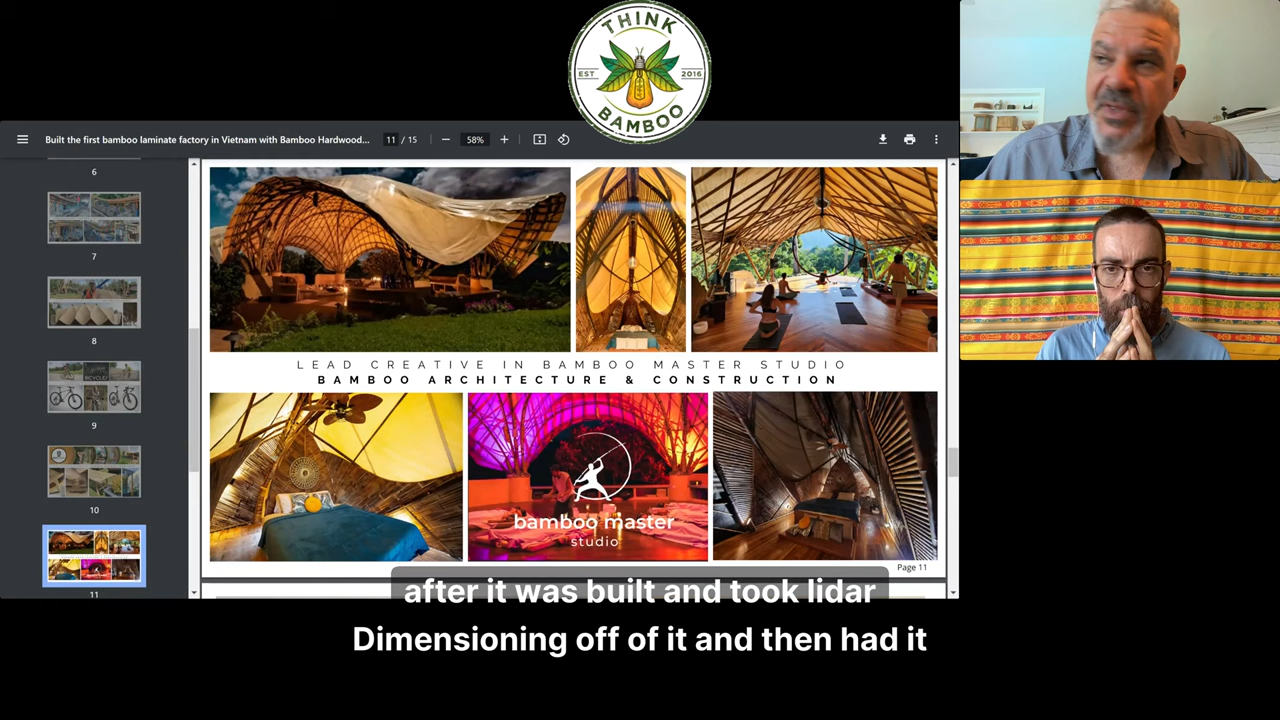 THINK
EST 2016
BAMBOO
Built the first bamboo laminate factory in Vietnam with Bamboo Hardwood...
11 / 15
58%
6
7
8
9
10
11
LEAD CREATIVE IN BAMBOO MASTER STUDIO
BAMBOO ARCHITECTURE & CONSTRUCTION
bamboo master
studio
Page 11
after it was built and took lidar
Dimensioning off of it and then had it